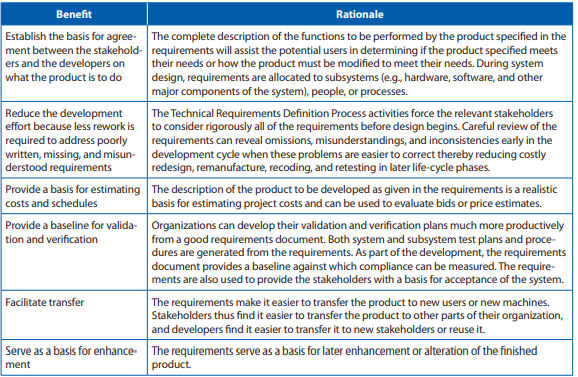 Benefit
Rationale
Establish the basis for agree-
ment between the stakehold-
ers and the developers on
what the product is to do
The complete description of the functions to be performed by the product specified in the
requirements will assist the potential users in determining if the product specified meets
their needs or how the product must be modified to meet their needs. During system
design, requirements are allocated to subsystems (e.g., hardware, software, and other
major components of the system), people, or processes.
Reduce the development
effort because less rework is
required to address poorly
written, missing, and misun-
derstood requirements
The Technical Requirements Definition Process activities force the relevant stakeholders
to consider rigorously all of the requirements before design begins. Careful review of the
requirements can reveal omissions, misunderstandings, and inconsistencies early in the
development cycle when these problems are easier to correct thereby reducing costly
redesign, remanufacture, recoding, and retesting in later life-cycle phases.
Provide a basis for estimating
costs and schedules
The description of the product to be developed as given in the requirements is a realistic
basis for estimating project costs and can be used to evaluate bids or price estimates.
Provide a baseline for valida-
tion and verification
Organizations can develop their validation and verification plans much more productively
from a good requirements document. Both system and subsystem test plans and proce-
dures are generated from the requirements. As part of the development, the requirements
document provides a baseline against which compliance can be measured. The require-
ments are also used to provide the stakeholders with a basis for acceptance of the system.
Facilitate transfer
The requirements make it easier to transfer the product to new users or new machines.
Stakeholders thus find it easier to transfer the product to other parts of their organization,
and developers find it easier to transfer it to new stakeholders or reuse it.
Serve as a basis for enhance-
ment
The requirements serve as a basis for later enhancement or alteration of the finished
product.